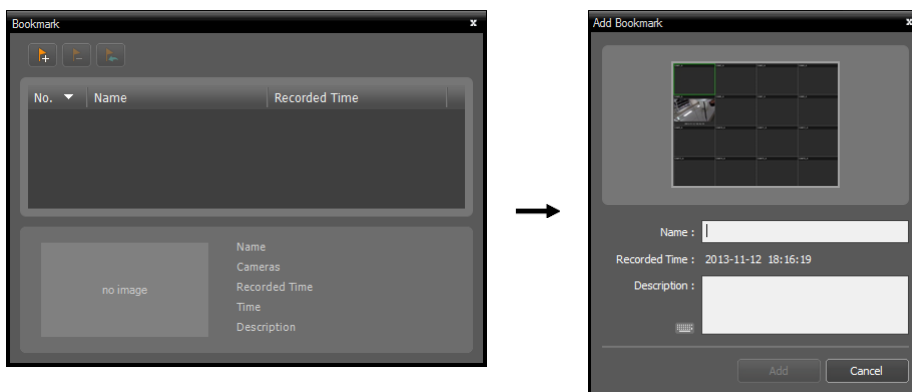 Bookmark x
No. Name Recorded Time
no image
Name
Cameras
Recorded Time
Time
Description
Add Bookmark x
Name :
Recorded Time : 2013-11-12 18:16:19
Description :
Add Cancel